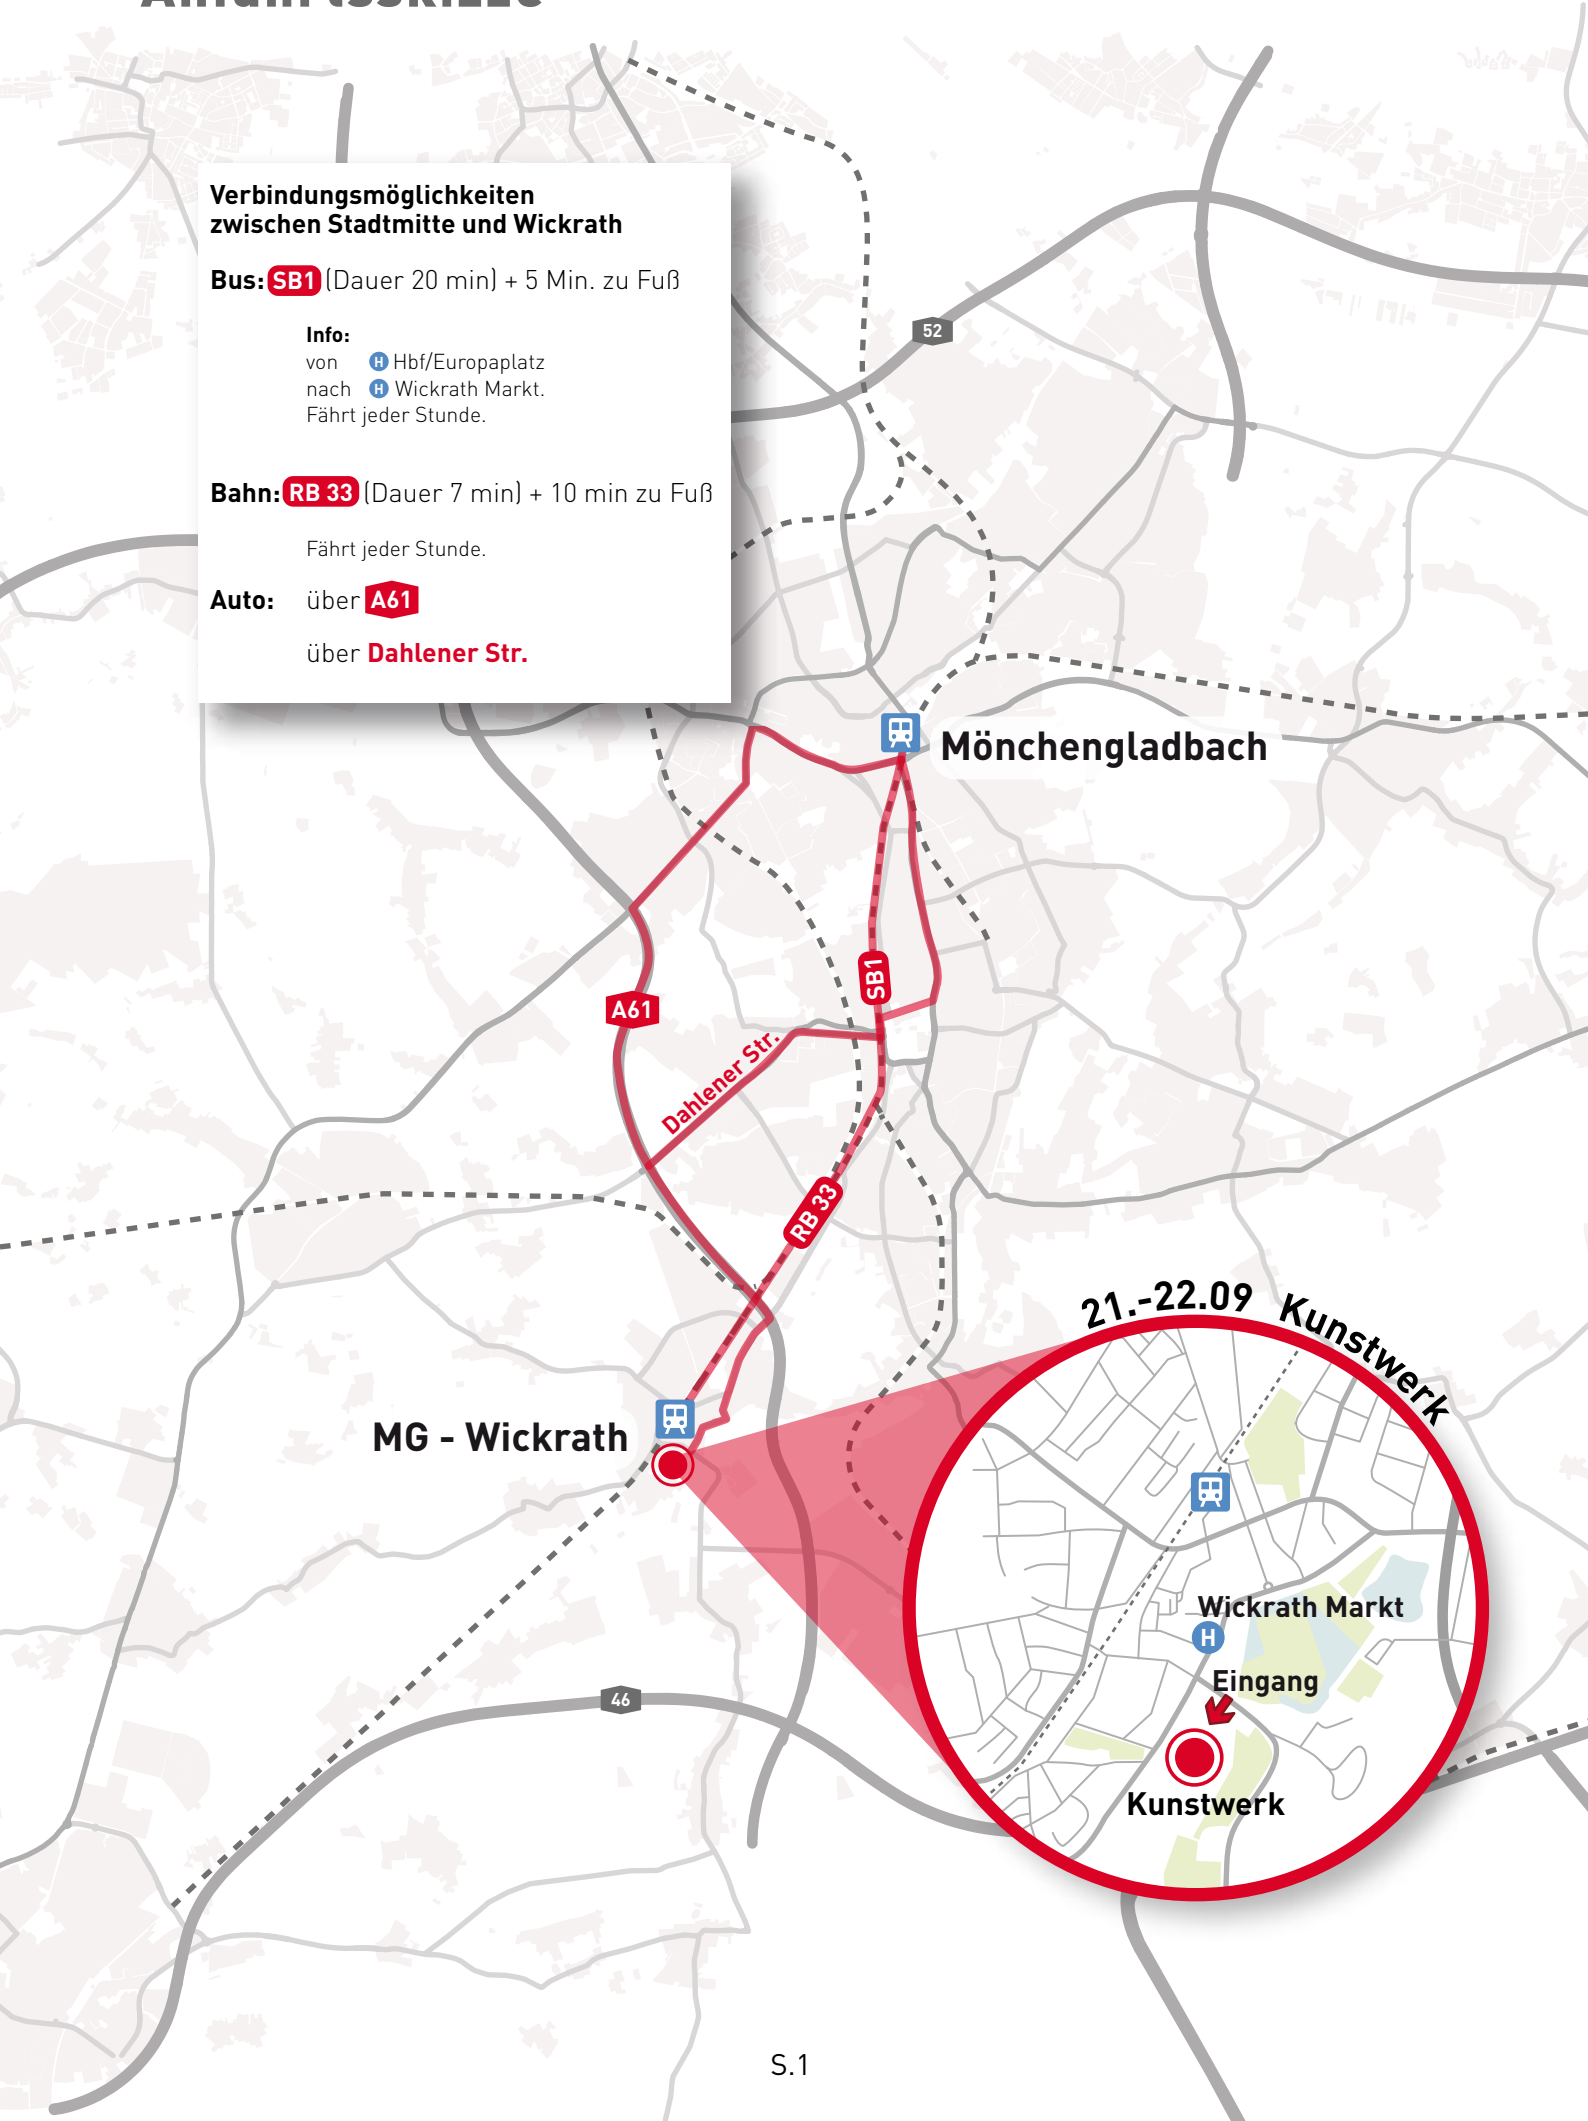 Verbindungsmöglichkeiten
zwischen Stadtmitte und Wickrath
Bus: SB1 (Dauer 20 min) + 5 Min. zu Fuß
Info:
von H Hbf/Europaplatz
nach H Wickrath Markt.
Fährt jeder Stunde.
Bahn: RB 33 (Dauer 7 min) + 10 min zu Fuß
Fährt jeder Stunde.
Auto: über A61
über Dahlener Str.
52
Mönchengladbach
SB1
A61
Dahlener Str.
RB 33
21.-22.09 Kunstwerk
MG - Wickrath
Wickrath Markt
H
Eingang
46
Kunstwerk
S.1